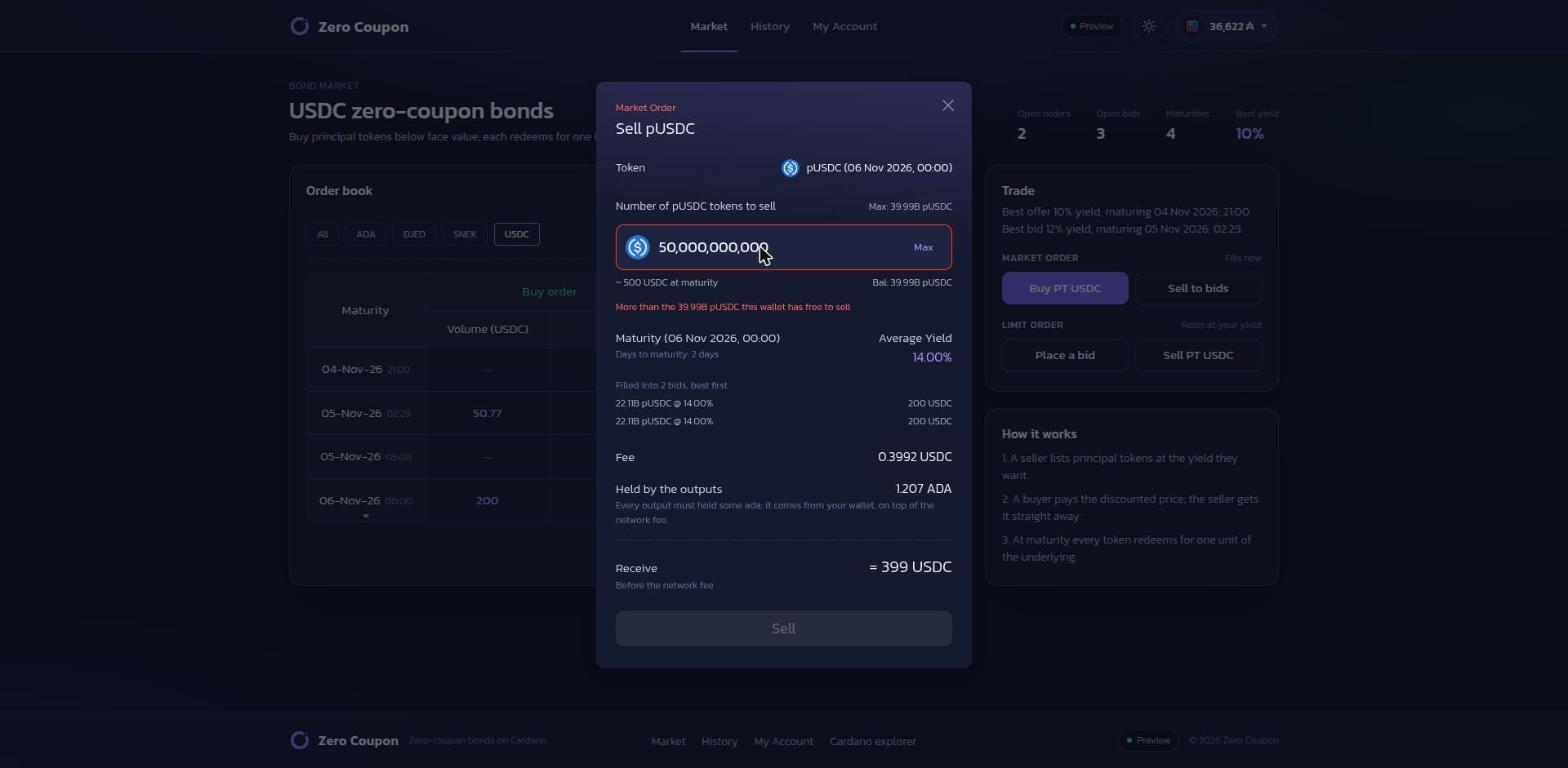 Zero Coupon
Market
History
My Account
Preview
36,622 ₳
BOND MARKET
USDC zero-coupon bonds
Buy principal tokens below face value; each redeems for one
Open orders
2
Open bids
3
Maturities
4
Best yield
10%
Order book
All
ADA
DJED
SNEK
USDC
Maturity
Buy order
Volume (USDC)
04-Nov-26 21:00
—
05-Nov-26 02:29
50.77
05-Nov-26 05:00
—
06-Nov-26 00:00
200
Market Order
Sell pUSDC
Token
pUSDC (06 Nov 2026, 00:00)
Number of pUSDC tokens to sell
Max: 39.99B pUSDC
50,000,000,000
Max
~ 500 USDC at maturity
Bal: 39.99B pUSDC
More than the 39.99B pUSDC this wallet has free to sell
Maturity (06 Nov 2026, 00:00)
Average Yield
Days to maturity: 2 days
14.00%
Filled into 2 bids, best first
22.11B pUSDC @ 14.00%
200 USDC
22.11B pUSDC @ 14.00%
200 USDC
Fee
0.3992 USDC
Held by the outputs
1.207 ADA
Every output must hold some ada; it comes from your wallet, on top of the
network fee.
Receive
= 399 USDC
Before the network fee
Sell
Trade
Best offer 10% yield, maturing 04 Nov 2026, 21:00.
Best bid 12% yield, maturing 05 Nov 2026, 02:29.
MARKET ORDER
Fills now
Buy PT USDC
Sell to bids
LIMIT ORDER
Rests at your yield
Place a bid
Sell PT USDC
How it works
1. A seller lists principal tokens at the yield they
want.
2. A buyer pays the discounted price; the seller gets
it straight away.
3. At maturity every token redeems for one unit of
the underlying.
Zero Coupon
Zero-coupon bonds on Cardano
Market
History
My Account
Cardano explorer
Preview
© 2026 Zero Coupon